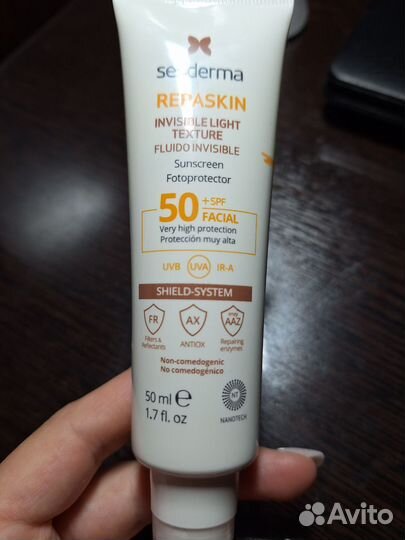 sesderma
REPASKIN
INVISIBLE LIGHT
TEXTURE
FLUIDO INVISIBLE
Sunscreen
Fotoprotector
50 +SPF
FACIAL
Very high protection
Protección muy alta
UVB UVA IR-A
SHIELD-SYSTEM
FR AX enzy AAZ
Filters & Reflectants
ANTIOX
Repairing enzymes
Non-comedogenic
No comedogénico
50 ml e
1.7 fl. oz
NT
NANOTECH
Avito